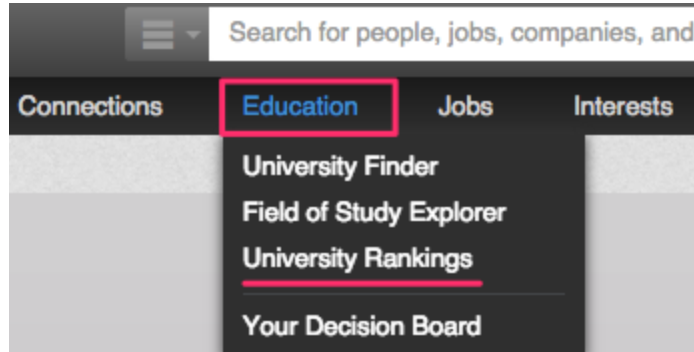 Search for people, jobs, companies, and
Connections Education Jobs Interests
University Finder
Field of Study Explorer
University Rankings
Your Decision Board